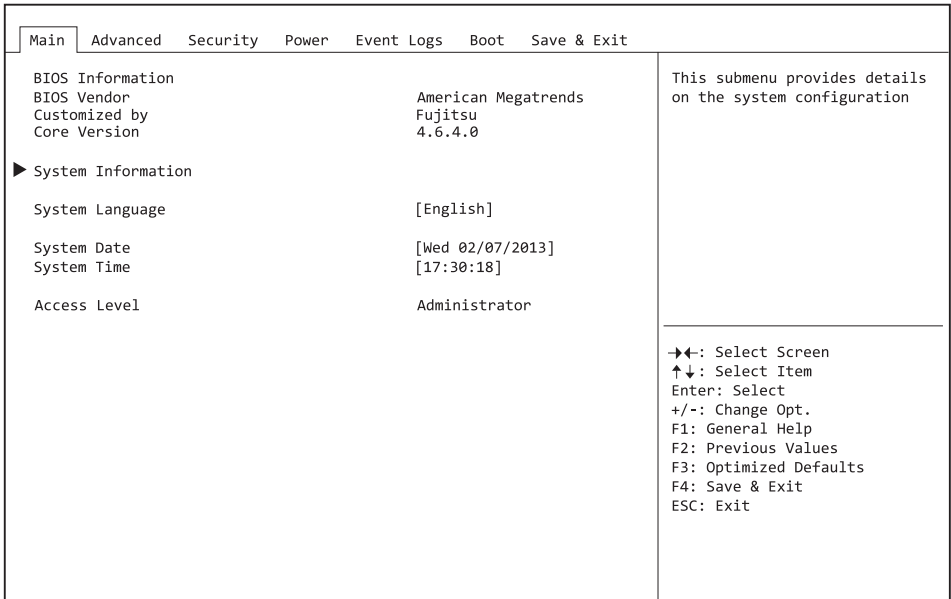 Main Advanced Security Power Event Logs Boot Save & Exit
BIOS Information
BIOS Vendor American Megatrends
Customized by Fujitsu
Core Version 4.6.4.0
▶ System Information
System Language [English]
System Date [Wed 02/07/2013]
System Time [17:30:18]
Access Level Administrator
This submenu provides details
on the system configuration
→←: Select Screen
↑↓: Select Item
Enter: Select
+/-: Change Opt.
F1: General Help
F2: Previous Values
F3: Optimized Defaults
F4: Save & Exit
ESC: Exit